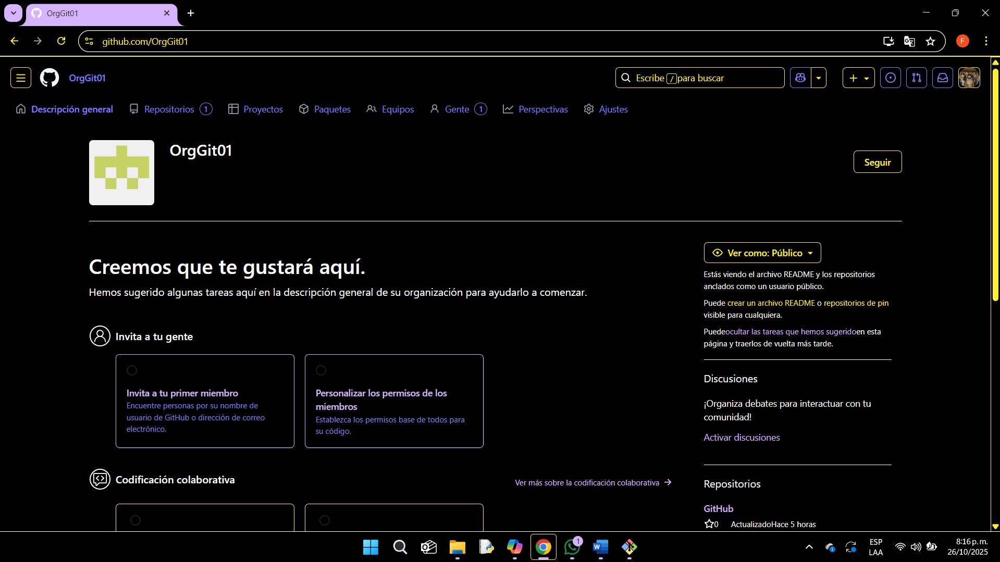 OrgGit01
github.com/OrgGit01
F
OrgGit01
Escribe / para buscar
Descripción general
Repositorios 1
Proyectos
Paquetes
Equipos
Gente 1
Perspectivas
Ajustes
OrgGit01
Seguir
Creemos que te gustará aquí.
Hemos sugerido algunas tareas aquí en la descripción general de su organización para ayudarlo a comenzar.
Invita a tu gente
Invita a tu primer miembro
Encuentre personas por su nombre de
usuario de GitHub o dirección de correo
electrónico.
Personalizar los permisos de los
miembros
Establezca los permisos base de todos para
su código.
Codificación colaborativa
Ver más sobre la codificación colaborativa
Ver como: Público
Estás viendo el archivo README y los repositorios
anclados como un usuario público.
Puede crear un archivo README o repositorios de pin
visible para cualquiera.
Puedeocultar las tareas que hemos sugeridoen esta
página y traerlos de vuelta más tarde.
Discusiones
¡Organiza debates para interactuar con tu
comunidad!
Activar discusiones
Repositorios
GitHub
0 ActualizadoHace 5 horas
1
ESP
LAA
8:16 p. m.
26/10/2025